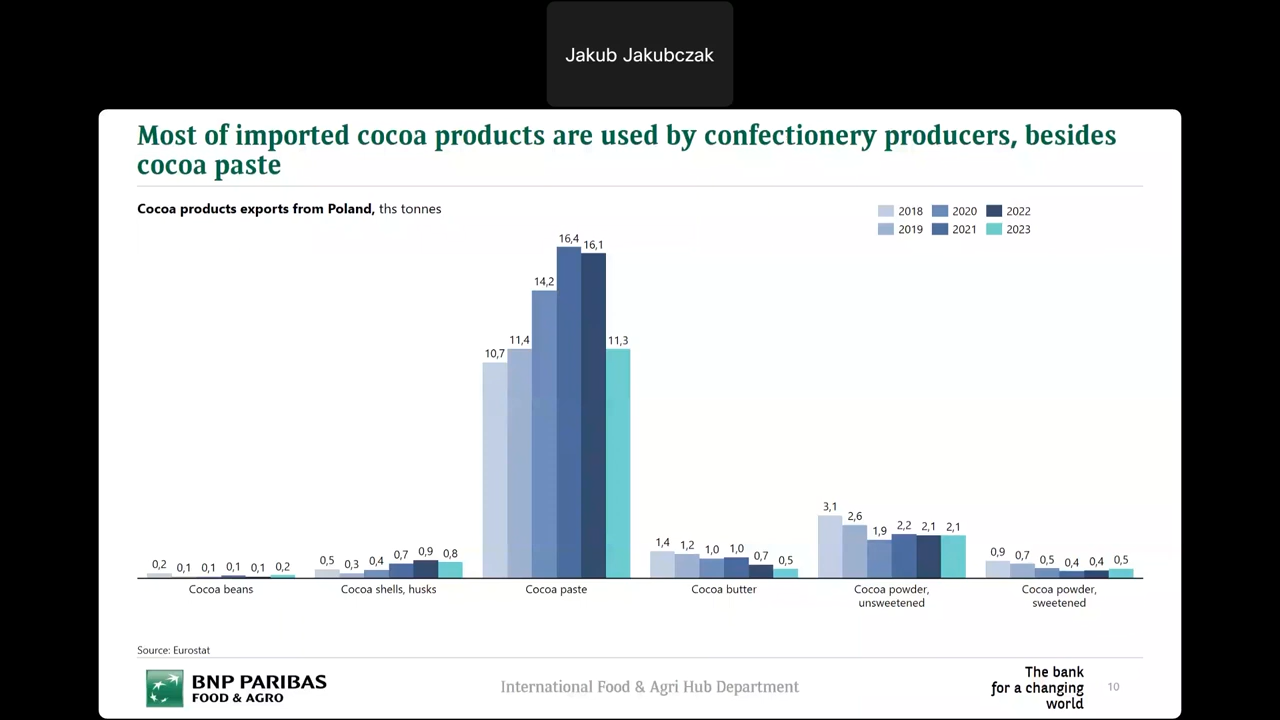 Jakub Jakubczak
Most of imported cocoa products are used by confectionery producers, besides
cocoa paste
Cocoa products exports from Poland, ths tonnes
2018 2020 2022
2019 2021 2023
0,2 0,1 0,1 0,1 0,1 0,2
0,5 0,3 0,4 0,7 0,9 0,8
10,7 11,4 14,2 16,4 16,1 11,3
1,4 1,2 1,0 1,0 0,7 0,5
3,1 2,6 1,9 2,2 2,1 2,1
0,9 0,7 0,5 0,4 0,4 0,5
Cocoa beans
Cocoa shells, husks
Cocoa paste
Cocoa butter
Cocoa powder,
unsweetened
Cocoa powder,
sweetened
Source: Eurostat
BNP PARIBAS
FOOD & AGRO
International Food & Agri Hub Department
The bank
for a changing
world
10